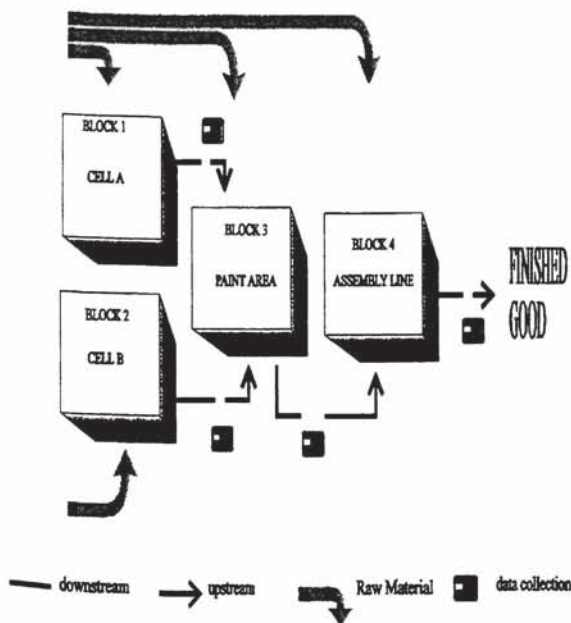 BLOCK 1
CELL A
BLOCK 3
PAINT AREA
BLOCK 4
ASSEMBLY LINE
FINISHED
GOOD
BLOCK 2
CELL B
downstream
upstream
Raw Material
data collection